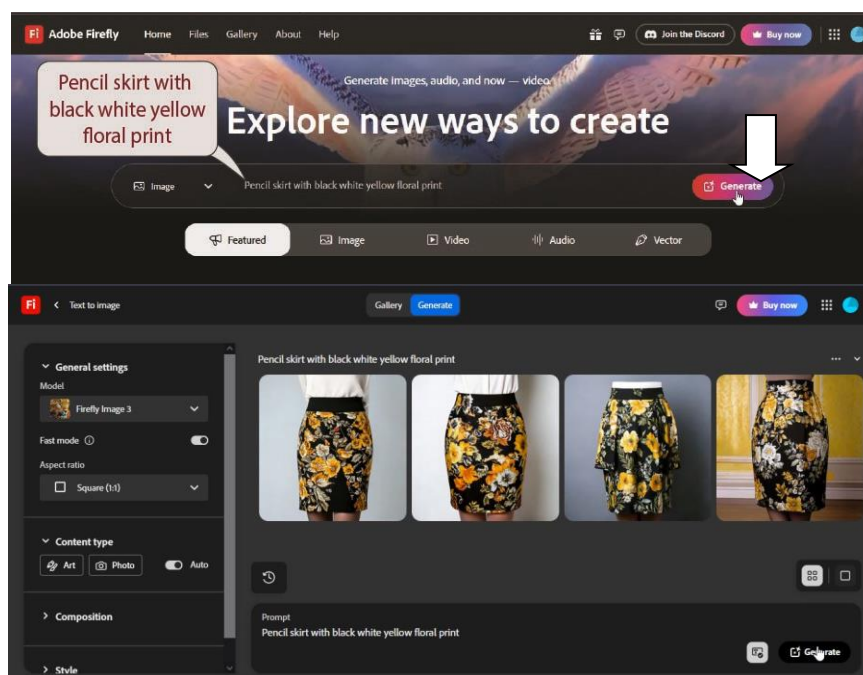 Fi Adobe Firefly Home Files Gallery About Help Join the Discord Buy now
Generate images, audio, and now — video
Pencil skirt with
black white yellow
floral print
Explore new ways to create
Image Pencil skirt with black white yellow floral print Generate
Featured Image Video Audio Vector
Fi Text to image Gallery Generate Buy now
General settings
Model
Firefly Image 3
Fast mode
Aspect ratio
Square (1:1)
Content type
Art Photo Auto
Composition
Style
Pencil skirt with black white yellow floral print
Prompt
Pencil skirt with black white yellow floral print
Generate